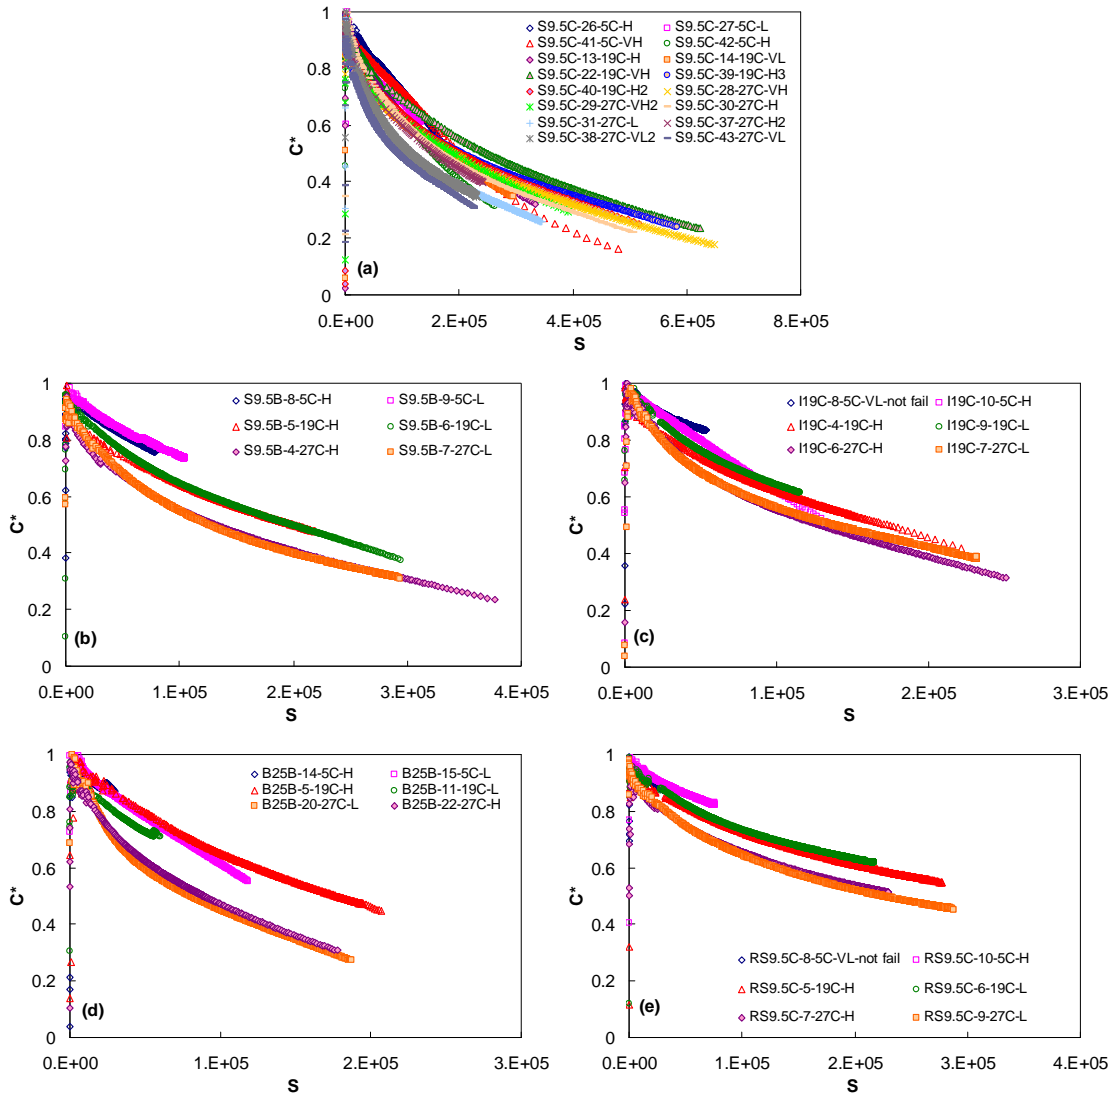 1
0.8
0.6
0.4
0.2
0
C*
0.E+00 2.E+05 4.E+05 6.E+05 8.E+05
S
(a)
S9.5C-26-5C-H S9.5C-27-5C-L
S9.5C-41-5C-VH S9.5C-42-5C-H
S9.5C-13-19C-H S9.5C-14-19C-VL
S9.5C-22-19C-VH S9.5C-39-19C-H3
S9.5C-40-19C-H2 S9.5C-28-27C-VH
S9.5C-29-27C-VH2 S9.5C-30-27C-H
S9.5C-31-27C-L S9.5C-37-27C-H2
S9.5C-38-27C-VL2 S9.5C-43-27C-VL
1
0.8
0.6
0.4
0.2
0
C*
0.E+00 1.E+05 2.E+05 3.E+05 4.E+05
S
(b)
S9.5B-8-5C-H S9.5B-9-5C-L
S9.5B-5-19C-H S9.5B-6-19C-L
S9.5B-4-27C-H S9.5B-7-27C-L
1
0.8
0.6
0.4
0.2
0
C*
0.E+00 1.E+05 2.E+05 3.E+05
S
(c)
I19C-8-5C-VL-not fail I19C-10-5C-H
I19C-4-19C-H I19C-9-19C-L
I19C-6-27C-H I19C-7-27C-L
1
0.8
0.6
0.4
0.2
0
C*
0.E+00 1.E+05 2.E+05 3.E+05
S
(d)
B25B-14-5C-H B25B-15-5C-L
B25B-5-19C-H B25B-11-19C-L
B25B-20-27C-L B25B-22-27C-H
1
0.8
0.6
0.4
0.2
0
C*
0.E+00 1.E+05 2.E+05 3.E+05 4.E+05
S
(e)
RS9.5C-8-5C-VL-not fail RS9.5C-10-5C-H
RS9.5C-5-19C-H RS9.5C-6-19C-L
RS9.5C-7-27C-H RS9.5C-9-27C-L